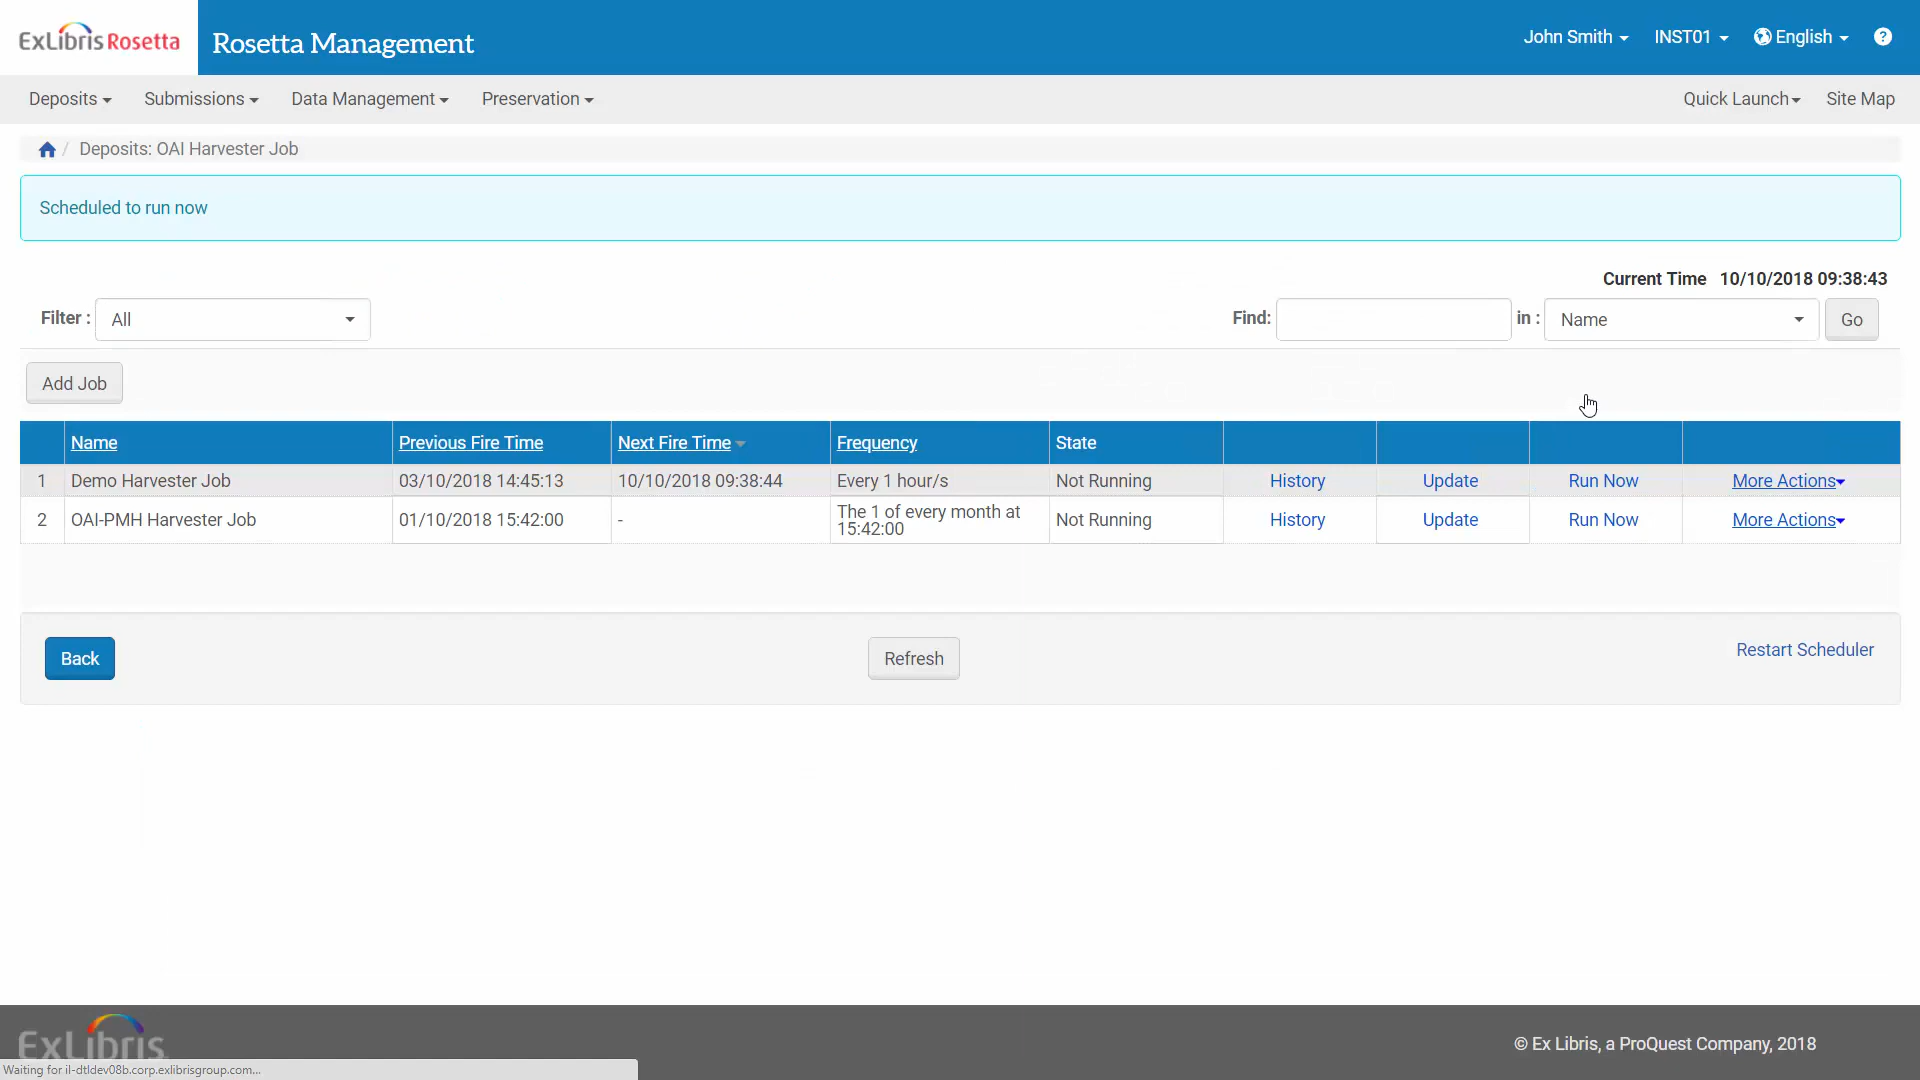 ExLibris Rosetta
Rosetta Management
John Smith INST01 English ?
Deposits Submissions Data Management Preservation Quick Launch Site Map
/ Deposits: OAI Harvester Job
Scheduled to run now
Current Time 10/10/2018 09:38:43
Filter : All Find: in : Name Go
Add Job
Name Previous Fire Time Next Fire Time Frequency State
1 Demo Harvester Job 03/10/2018 14:45:13 10/10/2018 09:38:44 Every 1 hour/s Not Running History Update Run Now More Actions
2 OAI-PMH Harvester Job 01/10/2018 15:42:00 - The 1 of every month at Not Running History Update Run Now More Actions
15:42:00
Back Refresh Restart Scheduler
ExLibris
© Ex Libris, a ProQuest Company, 2018
Waiting for il-dtldev08b.corp.exlibrisgroup.com...